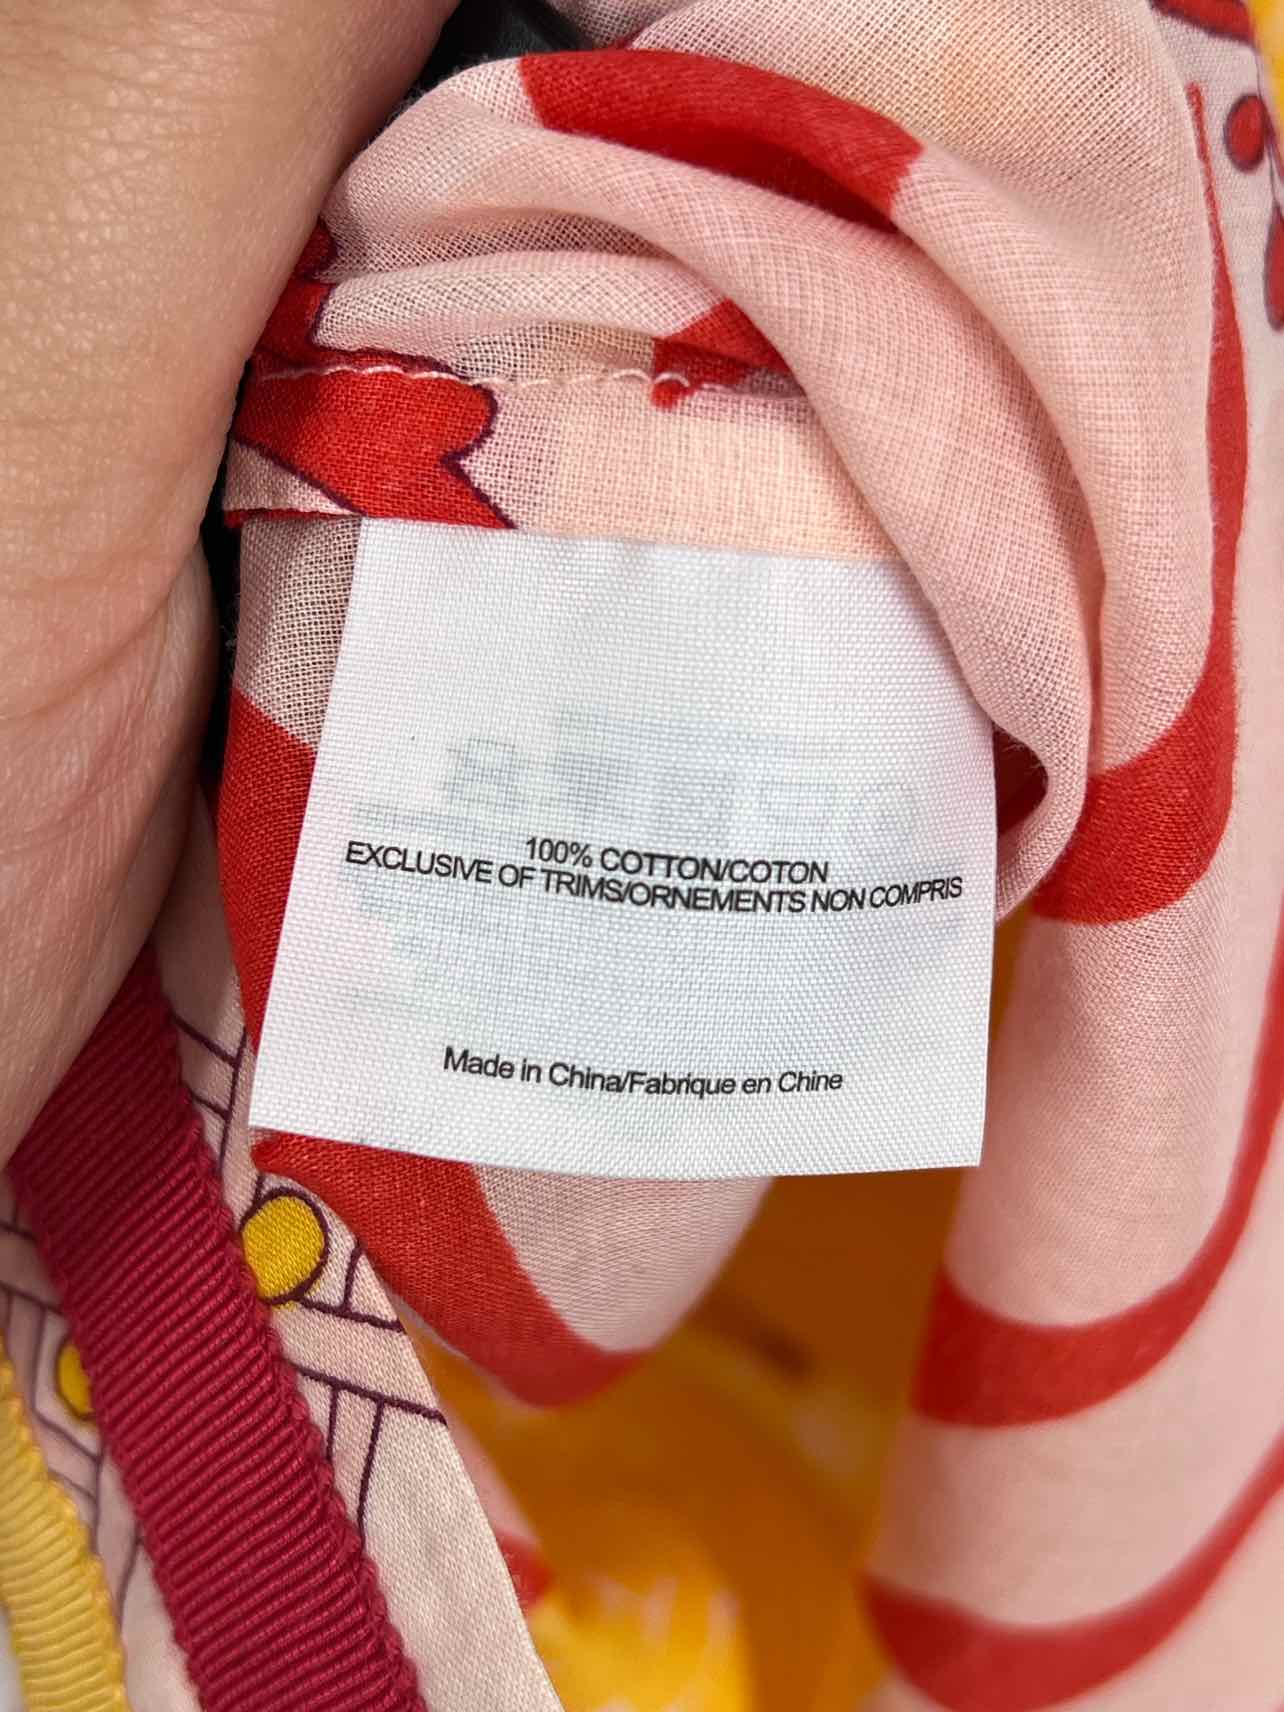 100% COTTON/COTON
EXCLUSIVE OF TRIMS/ORNEMENTS NON COMPRIS
Made in China/Fabrique en Chine